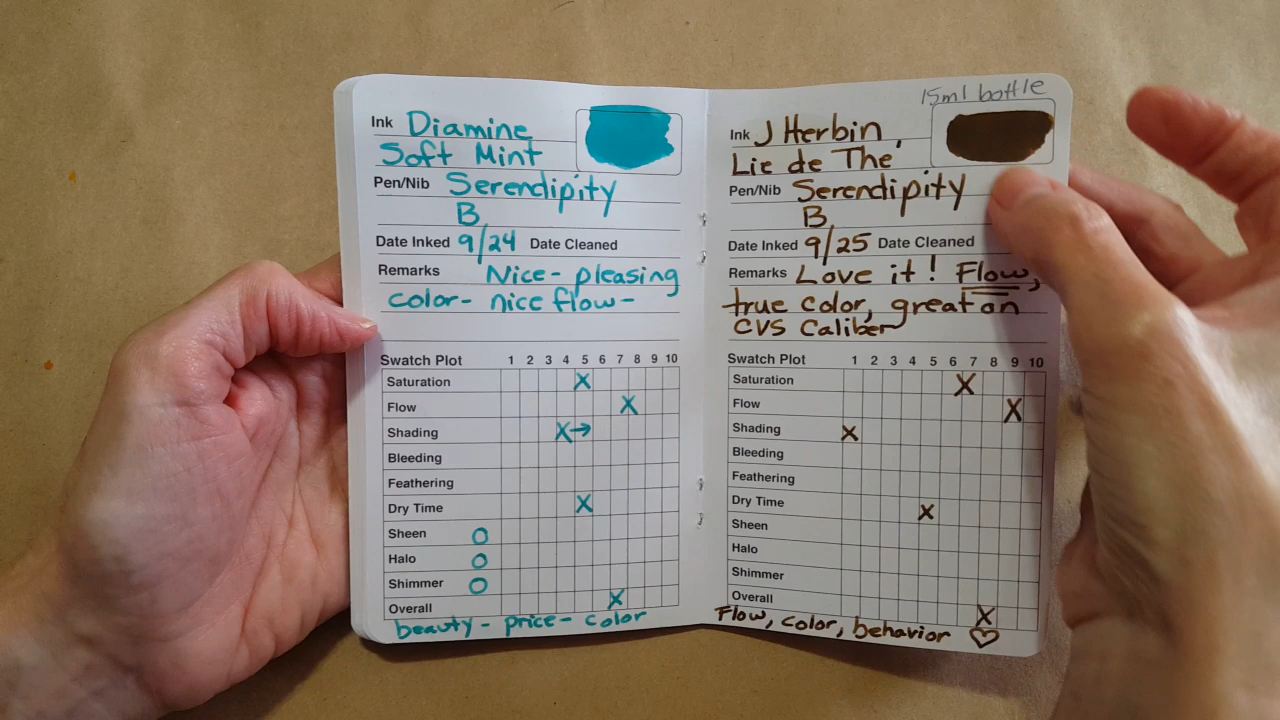 Ink Diamine
Soft Mint
Pen/Nib Serendipity
B
Date Inked 9/24 Date Cleaned
Remarks Nice - pleasing
color - nice flow -
Swatch Plot 1 2 3 4 5 6 7 8 9 10
Saturation X
Flow X
Shading X→
Bleeding
Feathering
Dry Time X
Sheen O
Halo O
Shimmer O
Overall X
beauty - price - color
15ml bottle
Ink J Herbin,
Lie de The
Pen/Nib Serendipity
B
Date Inked 9/25 Date Cleaned
Remarks Love it! Flow,
true color, great on
CVS Caliber
Swatch Plot 1 2 3 4 5 6 7 8 9 10
Saturation X
Flow X
Shading X
Bleeding
Feathering
Dry Time X
Sheen
Halo
Shimmer
Overall X
Flow, color, behavior ♡